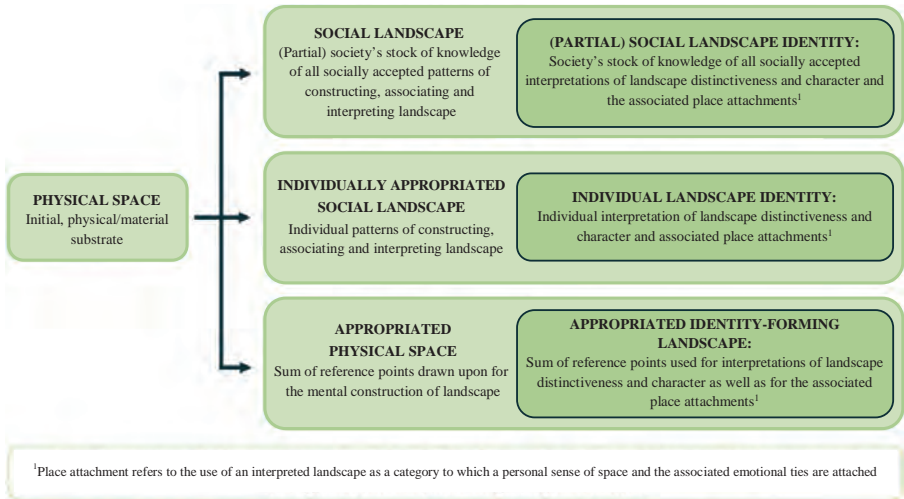 PHYSICAL SPACE
Initial, physical/material
substrate
SOCIAL LANDSCAPE
(Partial) society’s stock of knowledge
of all socially accepted patterns of
constructing, associating and
interpreting landscape
(PARTIAL) SOCIAL LANDSCAPE IDENTITY:
Society’s stock of knowledge of all socially accepted
interpretations of landscape distinctiveness and character and
the associated place attachments¹
INDIVIDUALLY APPROPRIATED
SOCIAL LANDSCAPE
Individual patterns of constructing,
associating and interpreting landscape
INDIVIDUAL LANDSCAPE IDENTITY:
Individual interpretation of landscape distinctiveness and
character and associated place attachments¹
APPROPRIATED
PHYSICAL SPACE
Sum of reference points drawn upon for
the mental construction of landscape
APPROPRIATED IDENTITY-FORMING
LANDSCAPE:
Sum of reference points used for interpretations of landscape
distinctiveness and character as well as for the associated
place attachments¹
¹Place attachment refers to the use of an interpreted landscape as a category to which a personal sense of space and the associated emotional ties are attached